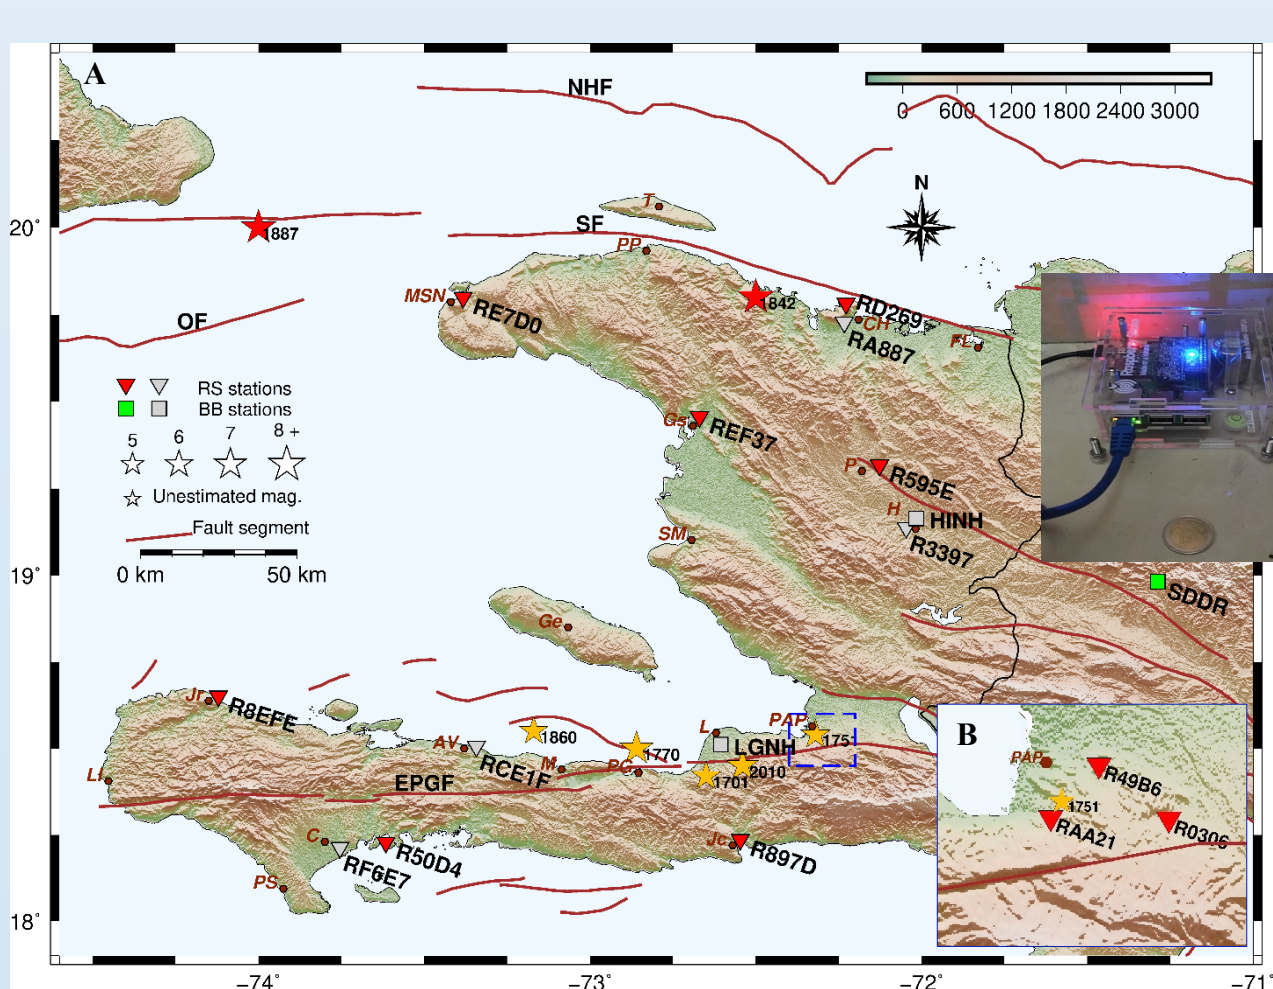 A
NHF
0 600 1200 1800 2400 3000
N
T
20°
1887
SF
PP
MSN
RE7D0
1842
RD269
CH
RA887
FL
OF
RS stations
BB stations
5 6 7 8 +
Unestimated mag.
Fault segment
0 km 50 km
Gs
REF37
P
R595E
H
HINH
R3397
SM
19°
SDDR
Ge
Jr
R8EFE
1860
AV
RCE1F
M
1770
PG
L
LGNH
PAP
1751
2010
1701
EPGF
C
RF6E7
R50D4
Jc
R897D
PS
18°
B
PAP
R49B6
1751
RAA21
R0306
−74° −73° −72° −71°